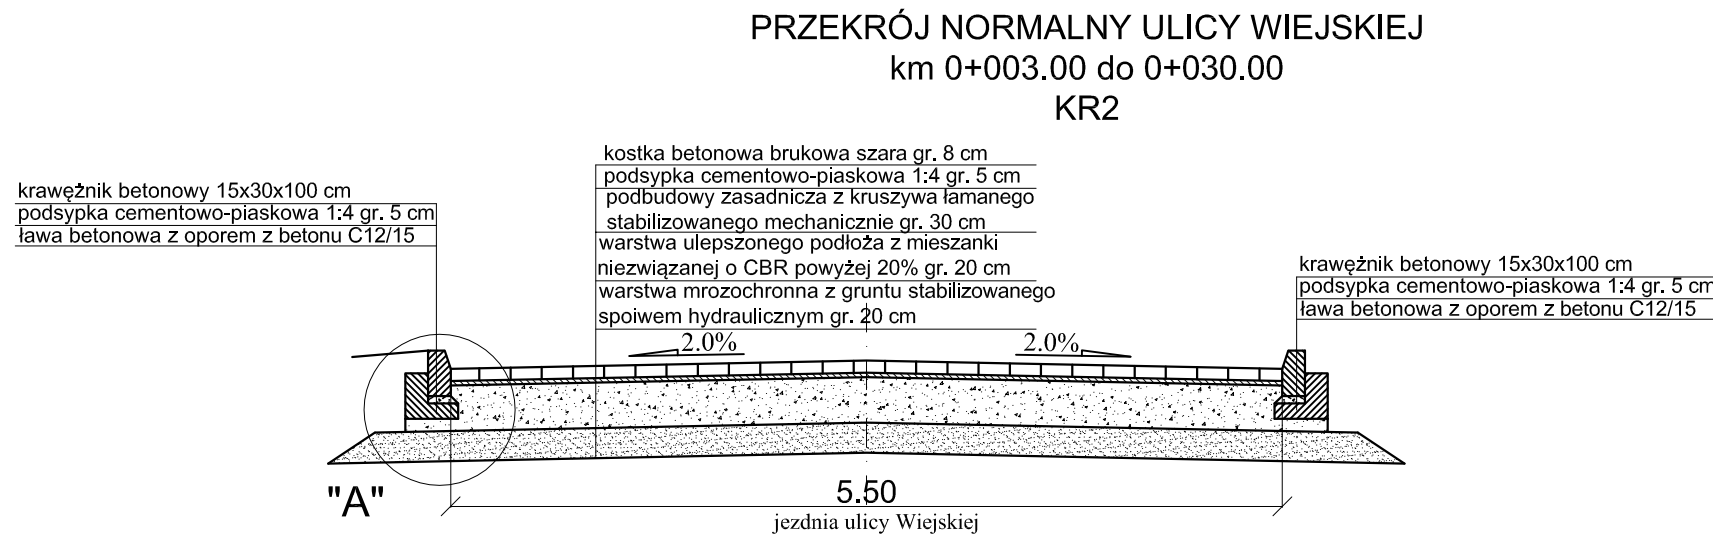 PRZEKRÓJ NORMALNY ULICY WIEJSKIEJ
km 0+003.00 do 0+030.00
KR2
kostka betonowa brukowa szara gr. 8 cm
podsypka cementowo-piaskowa 1:4 gr. 5 cm
podbudowy zasadnicza z kruszywa łamanego
stabilizowanego mechanicznie gr. 30 cm
warstwa ulepszonego podłoża z mieszanki
niezwiązanej o CBR powyżej 20% gr. 20 cm
warstwa mrozochronna z gruntu stabilizowanego
spoiwem hydraulicznym gr. 20 cm
krawężnik betonowy 15x30x100 cm
podsypka cementowo-piaskowa 1:4 gr. 5 cm
ława betonowa z oporem z betonu C12/15
krawężnik betonowy 15x30x100 cm
podsypka cementowo-piaskowa 1:4 gr. 5 cm
ława betonowa z oporem z betonu C12/15
2.0%
2.0%
"A"
5.50
jezdnia ulicy Wiejskiej